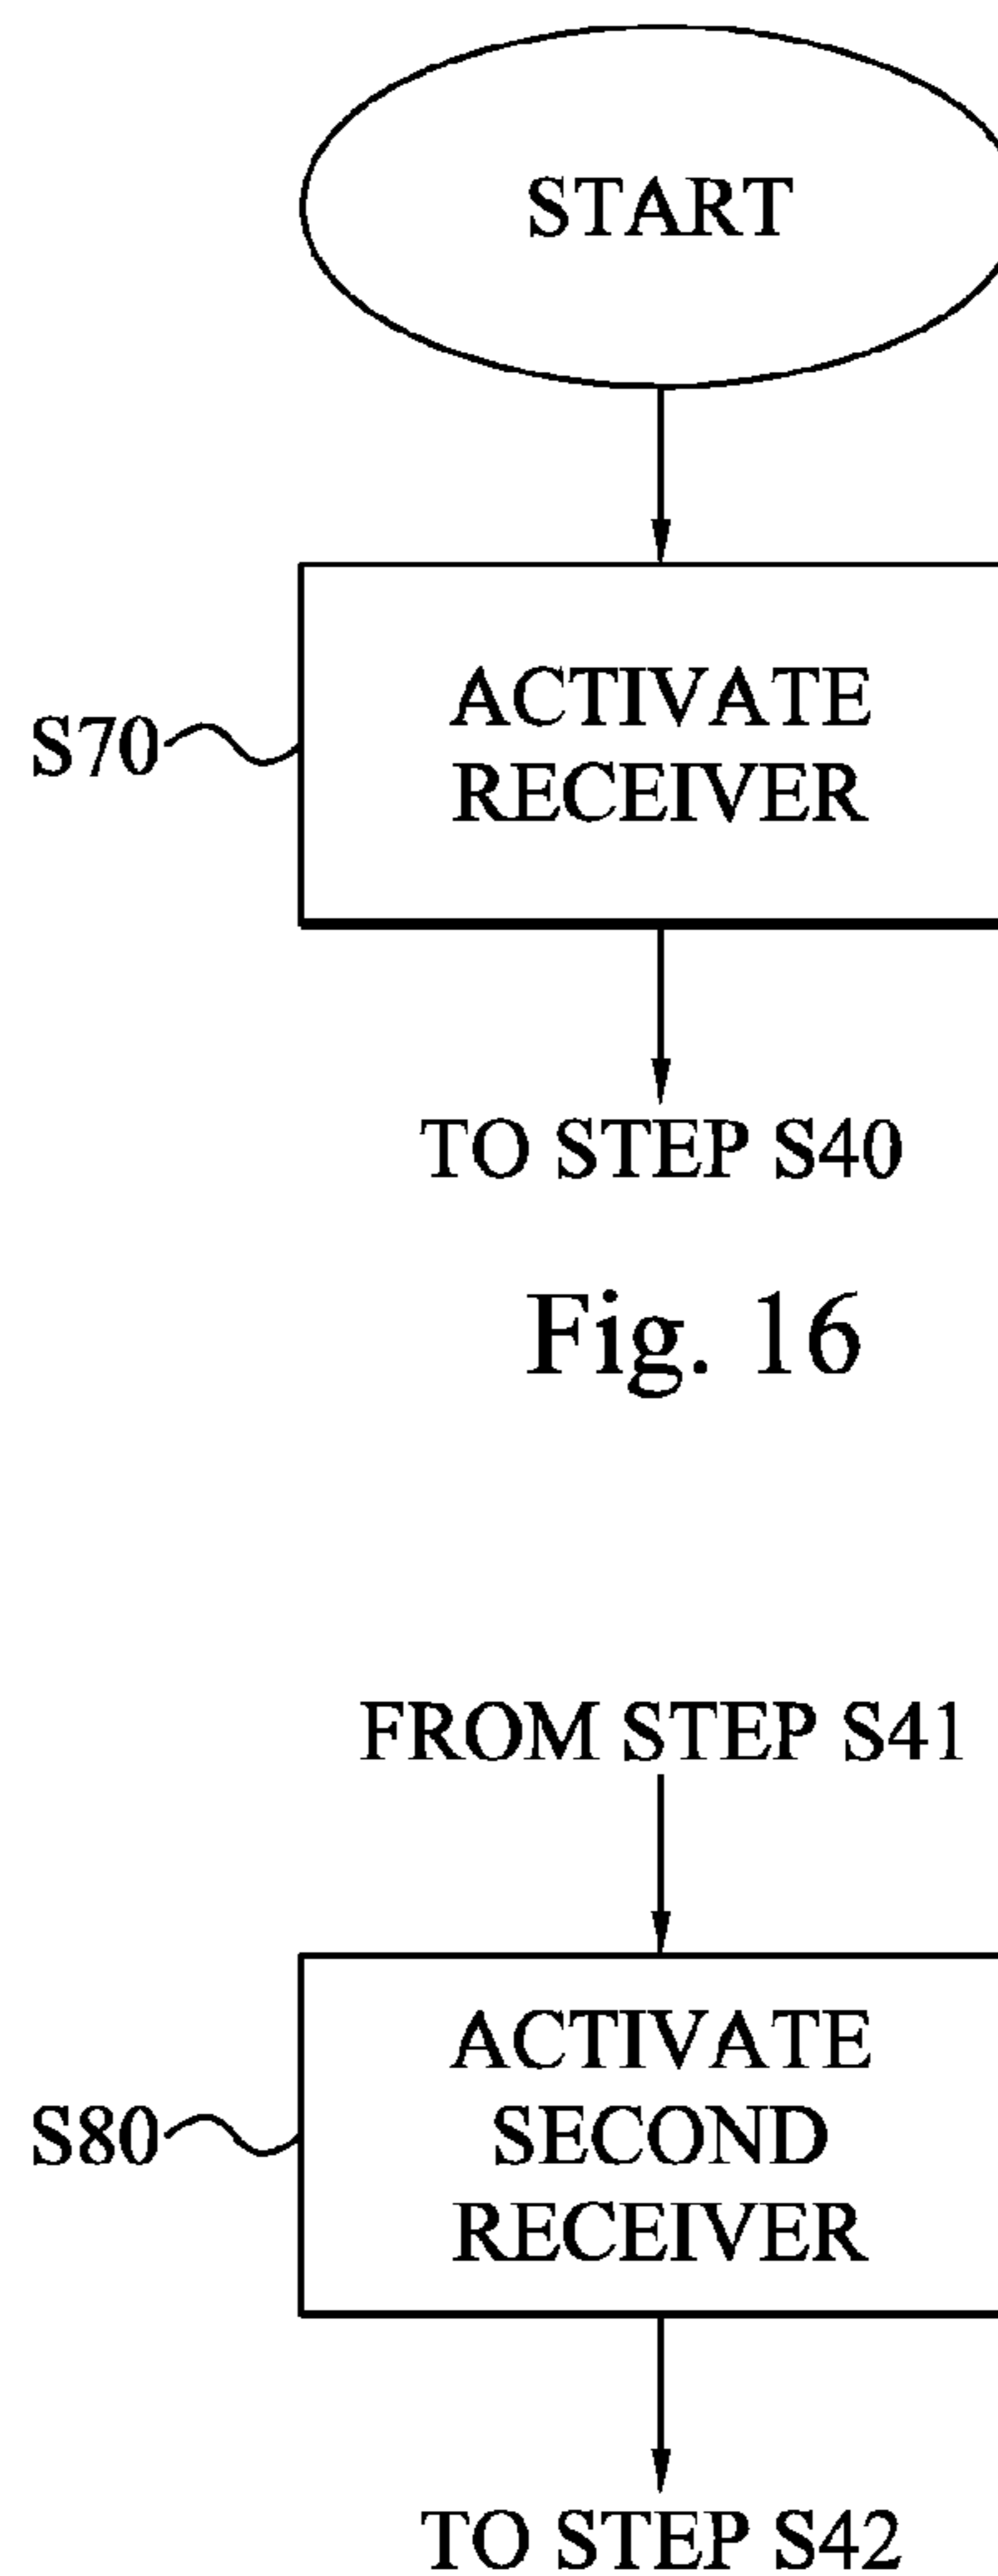 START
ACTIVATE
RECEIVER
S70
TO STEP S40
Fig. 16
FROM STEP S41
ACTIVATE
SECOND
RECEIVER
S80
TO STEP S42